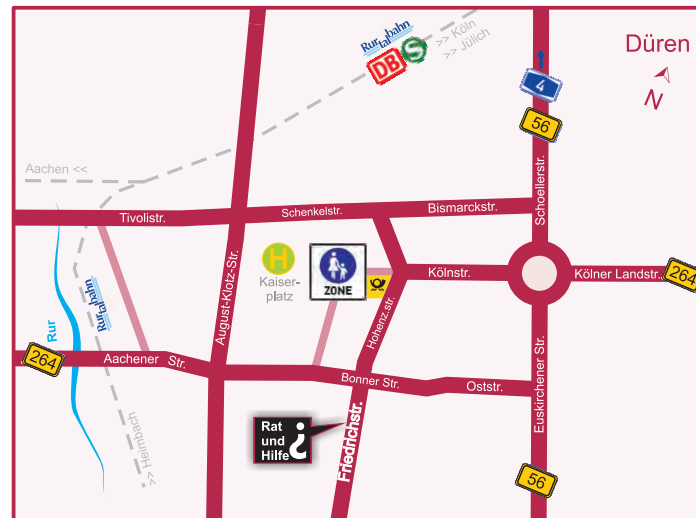 Düren
N
Rurtalbahn
DB
S
>> Köln
>> Jülich
4
56
Aachen <<
Tivolistr.
Schenkelstr.
Bismarckstr.
Schoellerstr.
August-Klotz-Str.
H
Kaiser-
platz
ZONE
Kölnstr.
Kölner Landstr.
264
Hohenz.str.
Rurtalbahn
Rur
264
Aachener Str.
Bonner Str.
Oststr.
Euskirchener Str.
>> Heimbach
Rat
und
Hilfe
Friedrichstr.
56